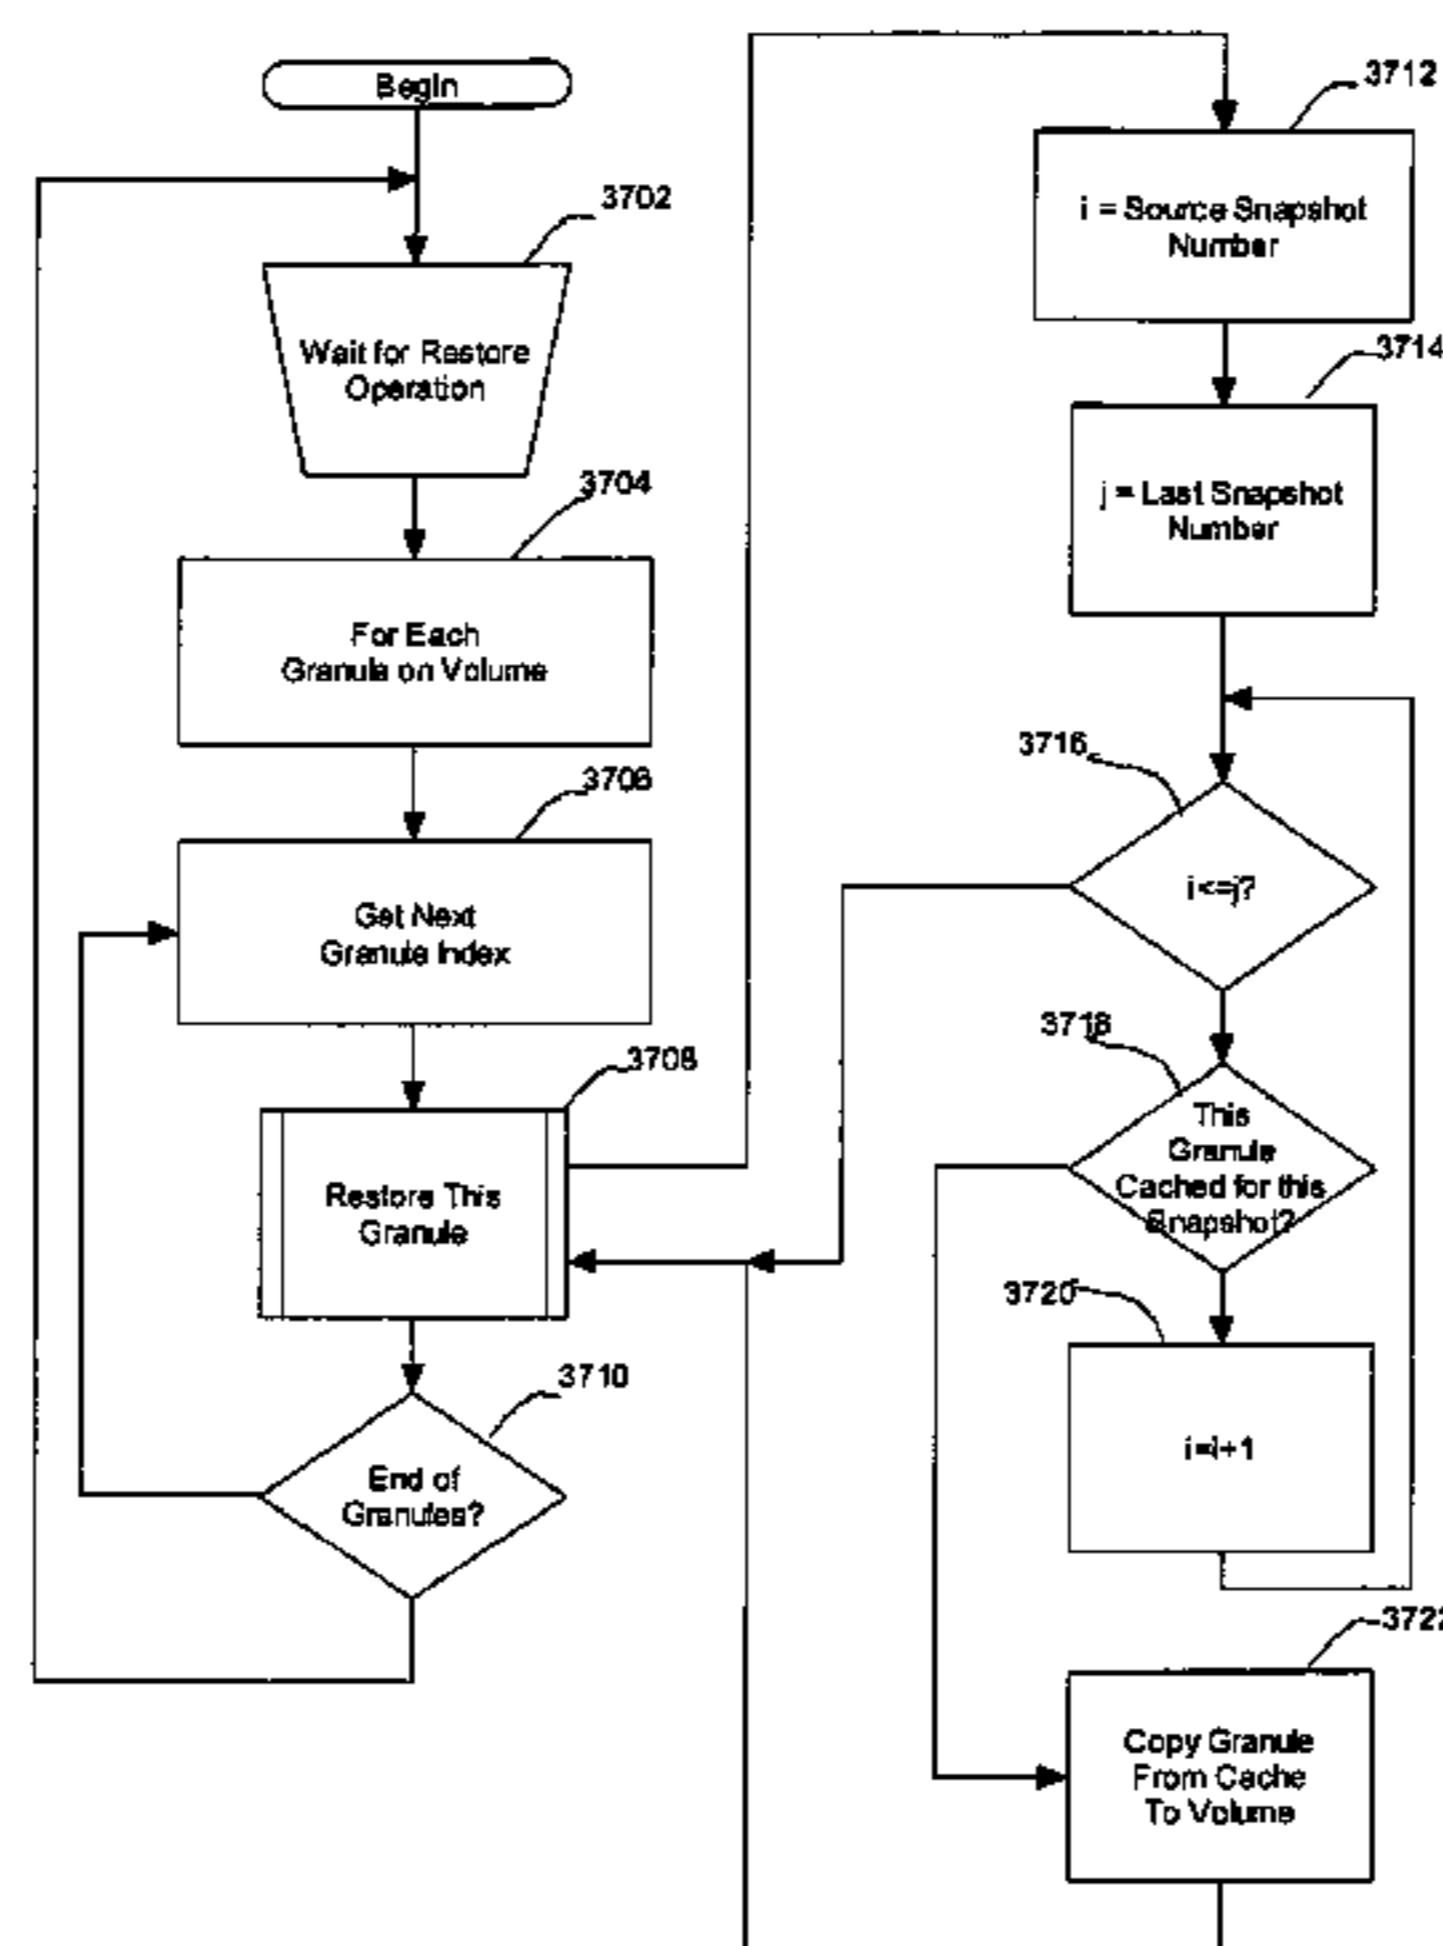 Begin
3702
Wait for Restore
Operation
3704
For Each
Granule on Volume
3706
Get Next
Granule Index
3708
Restore This
Granule
3710
End of
Granules?
3712
i = Source Snapshot
Number
3714
j = Last Snapshot
Number
3716
i<=j?
3718
This
Granule
Cached for this
Snapshot?
3720
i=i+1
3722
Copy Granule
From Cache
To Volume